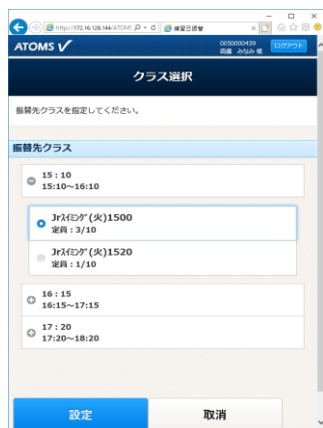 http://172.16.128.144/ATOMS
練習日振替
ATOMS
0050000439
みなみ 様
ログアウト
クラス選択
振替先クラスを指定してください。
振替先クラス
15:10
15:10~16:10
Jrスイミング(火)1500
定員:3/10
Jrスイミング(火)1520
定員:1/10
16:15
16:15~17:15
17:20
17:20~18:20
設定
取消